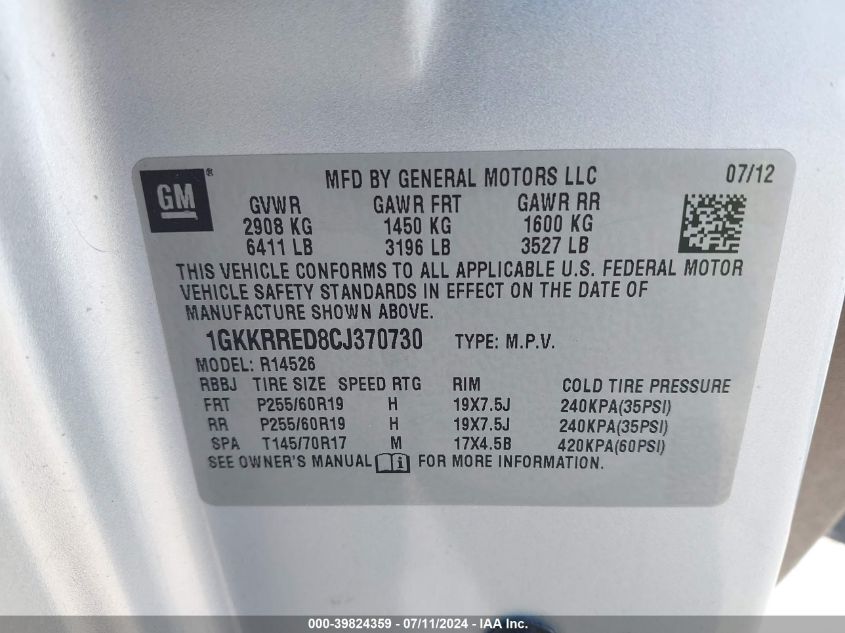 GM ®
MFD BY GENERAL MOTORS LLC 07/12
GVWR GAWR FRT GAWR RR
2908 KG 1450 KG 1600 KG
6411 LB 3196 LB 3527 LB
THIS VEHICLE CONFORMS TO ALL APPLICABLE U.S. FEDERAL MOTOR
VEHICLE SAFETY STANDARDS IN EFFECT ON THE DATE OF
MANUFACTURE SHOWN ABOVE.
1GKKRRED8CJ370730 TYPE: M.P.V.
MODEL: R14526
RBBJ TIRE SIZE SPEED RTG RIM COLD TIRE PRESSURE
FRT P255/60R19 H 19X7.5J 240KPA(35PSI)
RR P255/60R19 H 19X7.5J 240KPA(35PSI)
SPA T145/70R17 M 17X4.5B 420KPA(60PSI)
SEE OWNER'S MANUAL i FOR MORE INFORMATION.
000-39824359 - 07/11/2024 - IAA Inc.